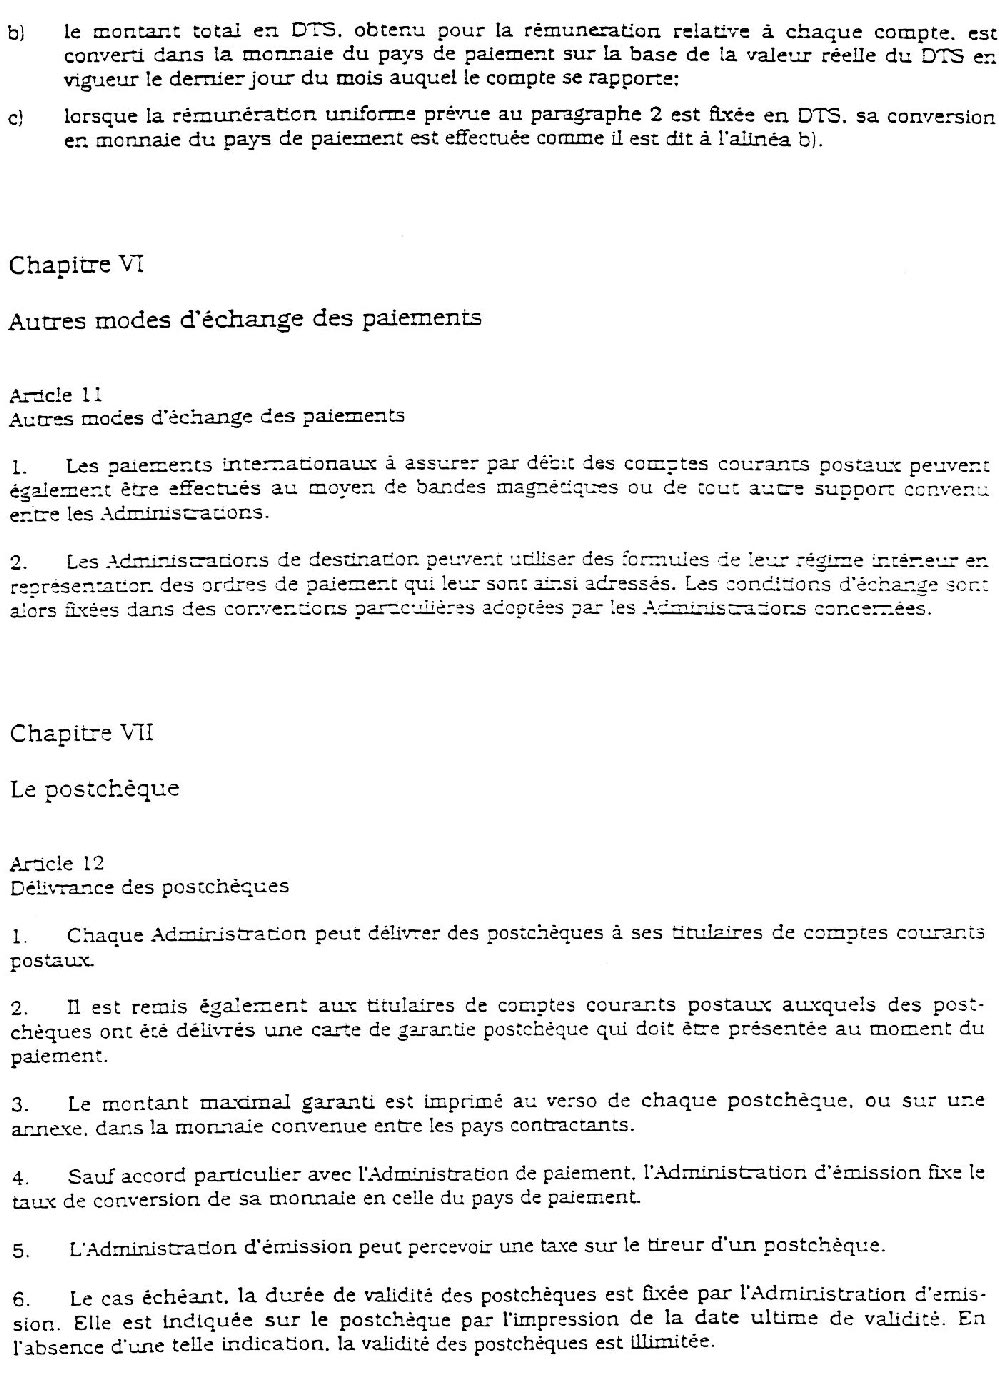 b) le montant total en DTS, obtenu pour la rémuneration relative à chaque compte, est
converti dans la monnaie du pays de paiement sur la base de la valeur réelle du DTS en
vigueur le dernier jour du mois auquel le compte se rapporte;
c) lorsque la rémunération uniforme prévue au paragraphe 2 est fixée en DTS, sa conversion
en monnaie du pays de paiement est effectuée comme il est dit à l'alinéa b).
Chapitre VI
Autres modes d'échange des paiements
Article 11
Autres modes d'échange des paiements
1. Les paiements internationaux à assurer par débit des comptes courants postaux peuvent
également être effectués au moyen de bandes magnétiques ou de tout autre support convenu
entre les Administrations.
2. Les Administrations de destination peuvent utiliser des formules de leur régime intérieur en
représentation des ordres de paiement qui leur sont ainsi adressés. Les conditions d'échange sont
alors fixées dans des conventions particulières adoptées par les Administrations concernées.
Chapitre VII
Le postchèque
Article 12
Délivrance des postchèques
1. Chaque Administration peut délivrer des postchèques à ses titulaires de comptes courants
postaux.
2. Il est remis également aux titulaires de comptes courants postaux auxquels des post-
chèques ont été délivrés une carte de garantie postchèque qui doit être présentée au moment du
paiement.
3. Le montant maximal garanti est imprimé au verso de chaque postchèque, ou sur une
annexe, dans la monnaie convenue entre les pays contractants.
4. Sauf accord particulier avec l'Administration de paiement, l'Administration d'émission fixe le
taux de conversion de sa monnaie en celle du pays de paiement.
5. L'Administration d'émission peut percevoir une taxe sur le tireur d'un postchèque.
6. Le cas échéant, la durée de validité des postchèques est fixée par l'Administration d'émis-
sion. Elle est indiquée sur le postchèque par l'impression de la date ultime de validité. En
l'absence d'une telle indication, la validité des postchèques est illimitée.